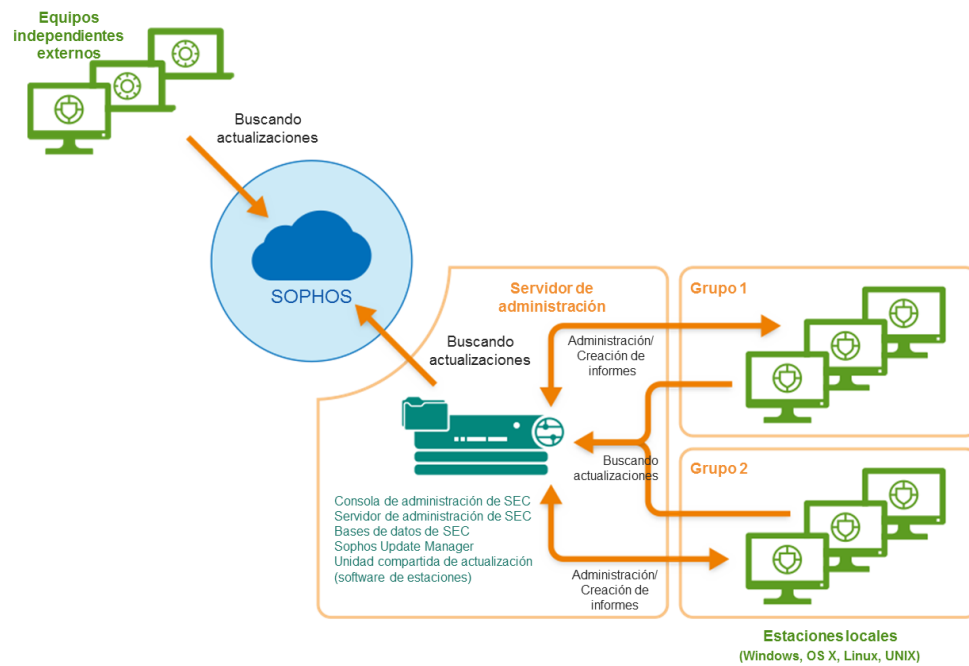 Equipos
independientes
externos
Buscando
actualizaciones
SOPHOS
Servidor de
administración
Grupo 1
Buscando
actualizaciones
Administración/
Creación de
informes
Buscando
actualizaciones
Grupo 2
Consola de administración de SEC
Servidor de administración de SEC
Bases de datos de SEC
Sophos Update Manager
Unidad compartida de actualización
(software de estaciones)
Administración/
Creación de
informes
Estaciones locales
(Windows, OS X, Linux, UNIX)